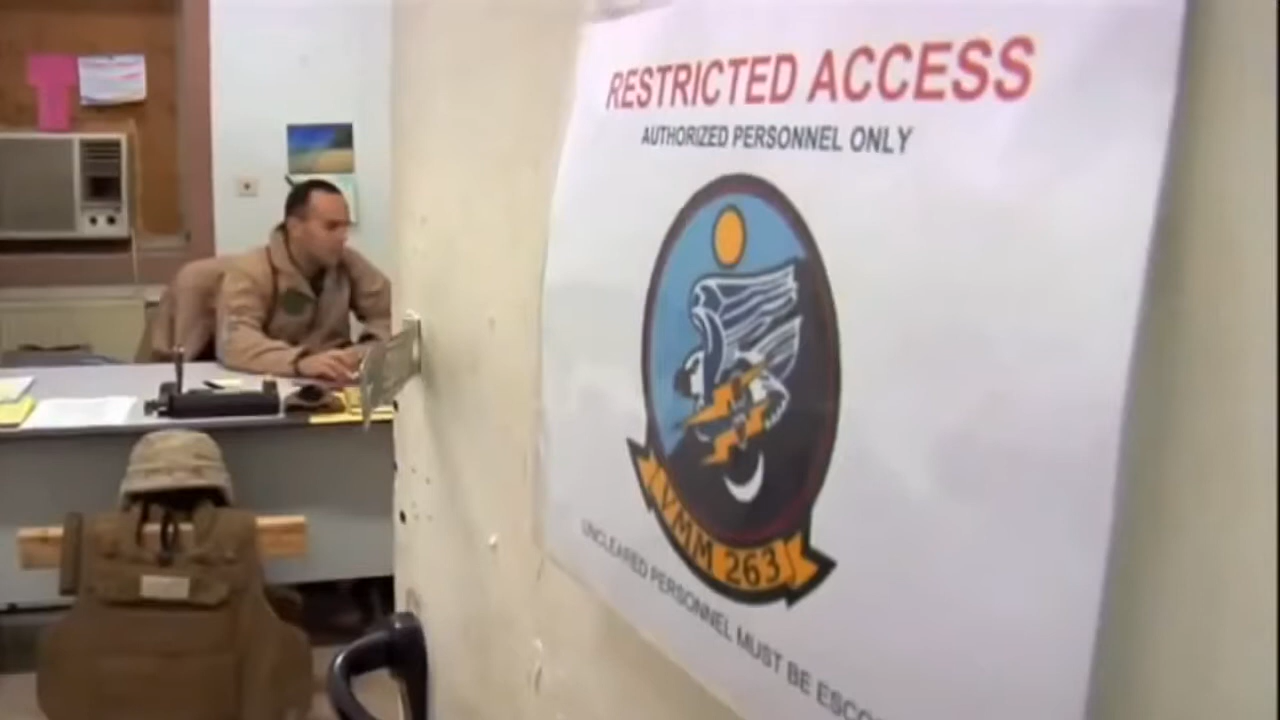 RESTRICTED ACCESS
AUTHORIZED PERSONNEL ONLY
VMM 263
UNCLEARED PERSONNEL MUST BE ESCO
T